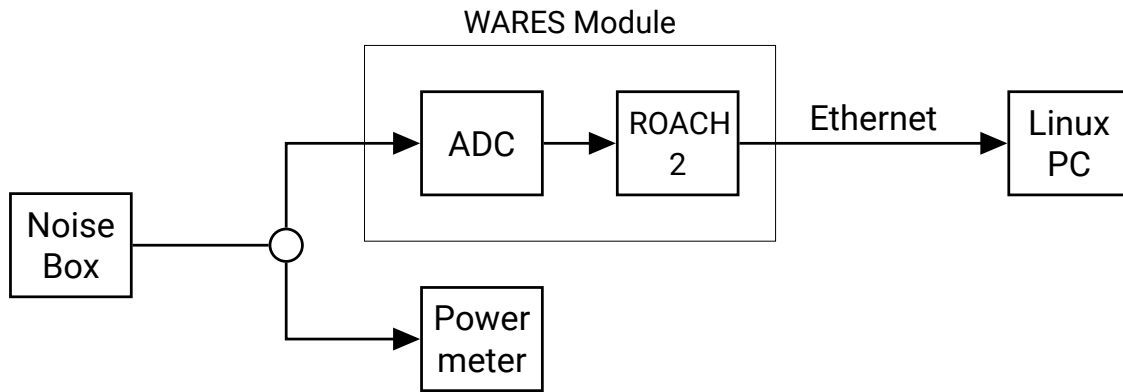 WARES Module
ADC
ROACH
2
Ethernet
Linux
PC
Noise
Box
Power
meter